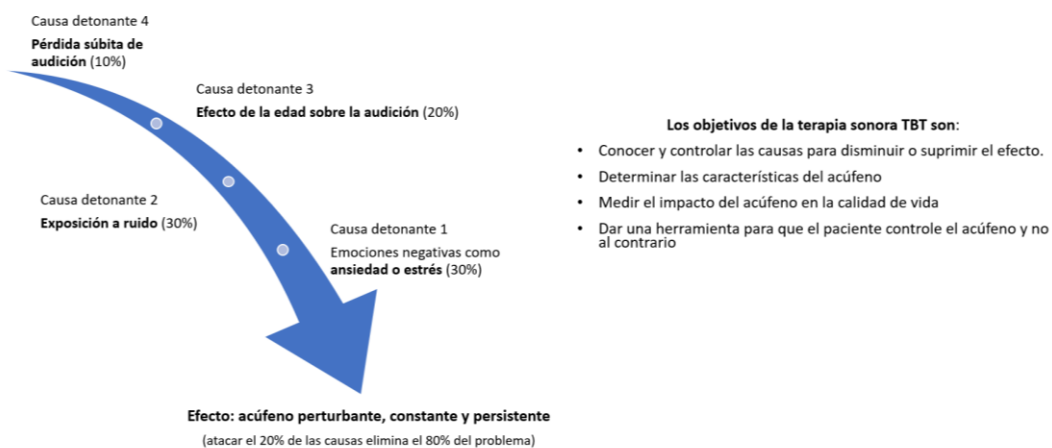 Causa detonante 4
Pérdida súbita de
audición (10%)
Causa detonante 3
Efecto de la edad sobre la audición (20%)
Causa detonante 2
Exposición a ruido (30%)
Causa detonante 1
Emociones negativas como
ansiedad o estrés (30%)
Efecto: acúfeno perturbante, constante y persistente
(atacar el 20% de las causas elimina el 80% del problema)
Los objetivos de la terapia sonora TBT son:
• Conocer y controlar las causas para disminuir o suprimir el efecto.
• Determinar las características del acúfeno
• Medir el impacto del acúfeno en la calidad de vida
• Dar una herramienta para que el paciente controle el acúfeno y no
al contrario